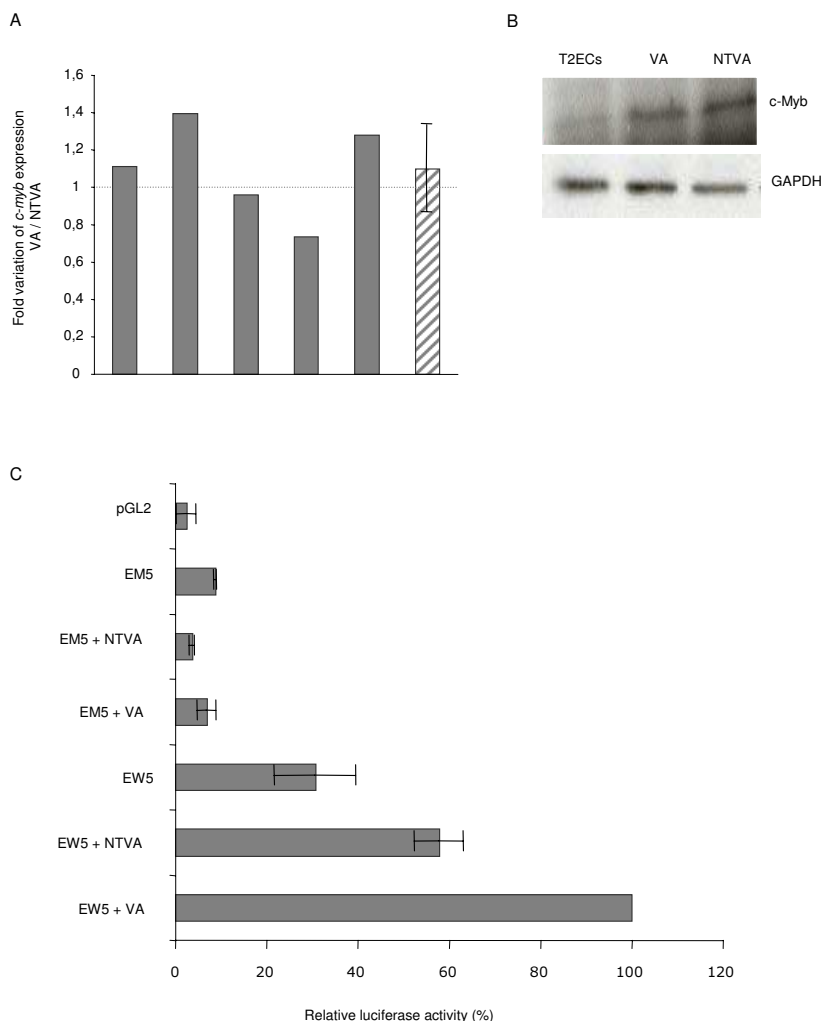 A
Fold variation of c-myb expression
VA / NTVA
1,6
1,4
1,2
1
0,8
0,6
0,4
0,2
0
B
T2ECs VA NTVA
c-Myb
GAPDH
C
pGL2
EM5
EM5 + NTVA
EM5 + VA
EW5
EW5 + NTVA
EW5 + VA
0 20 40 60 80 100 120
Relative luciferase activity (%)